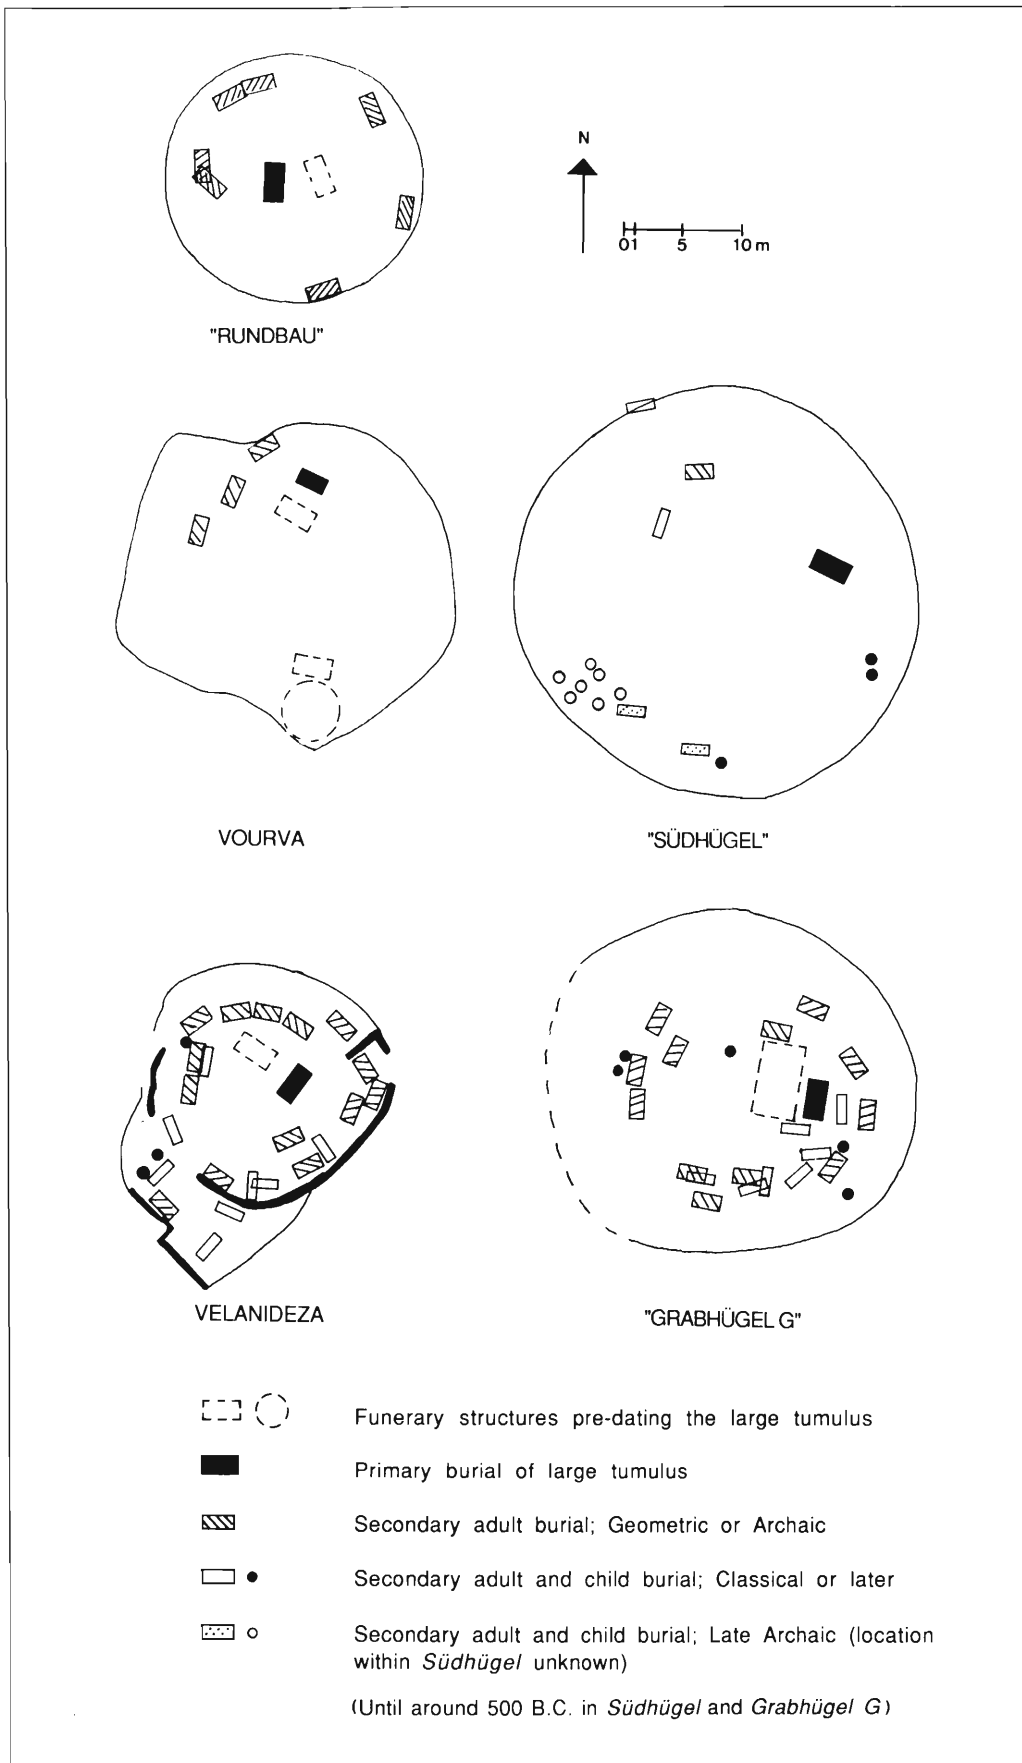 N
01 5 10 m
"RUNDBAU"
VOURVA
"SÜDHÜGEL"
VELANIDEZA
"GRABHÜGEL G"
Funerary structures pre-dating the large tumulus
Primary burial of large tumulus
Secondary adult burial; Geometric or Archaic
Secondary adult and child burial; Classical or later
Secondary adult and child burial; Late Archaic (location
within Südhügel unknown)
(Until around 500 B.C. in Südhügel and Grabhügel G)